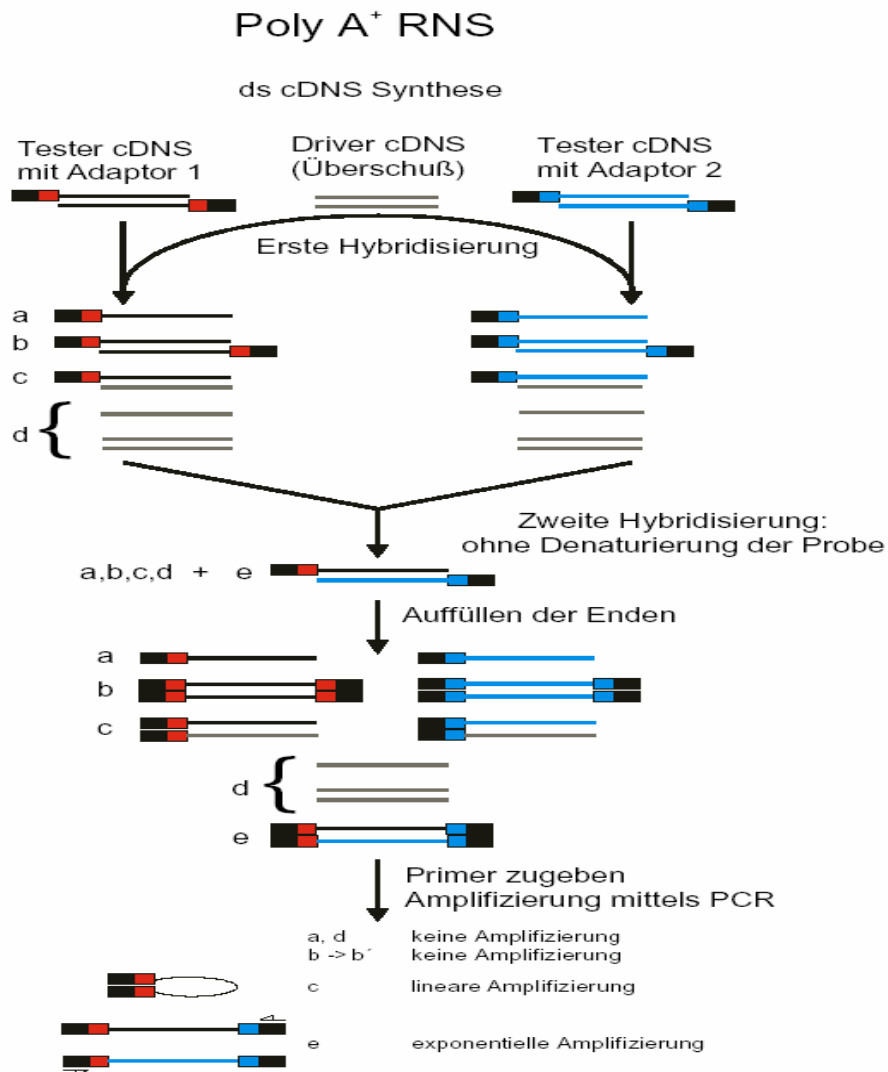 Poly A⁺ RNS
ds cDNS Synthese
Tester cDNS
mit Adaptor 1
Driver cDNS
(Überschuß)
Tester cDNS
mit Adaptor 2
Erste Hybridisierung
a
b
c
d {
Zweite Hybridisierung:
ohne Denaturierung der Probe
a,b,c,d + e
Auffüllen der Enden
a
b
c
d {
e
Primer zugeben
Amplifizierung mittels PCR
a, d keine Amplifizierung
b -> b´ keine Amplifizierung
c lineare Amplifizierung
e exponentielle Amplifizierung